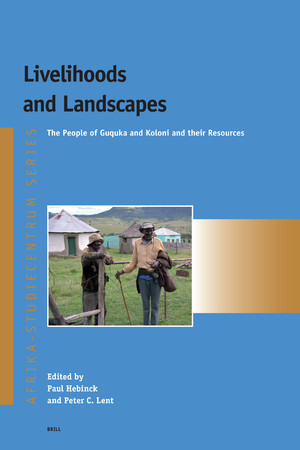 Livelihoods
and Landscapes
The People of Guquka and Koloni and their Resources
AFRIKA-STUDIECENTRUM SERIES
Edited by
Paul Hebinck
and Peter C. Lent
BRILL